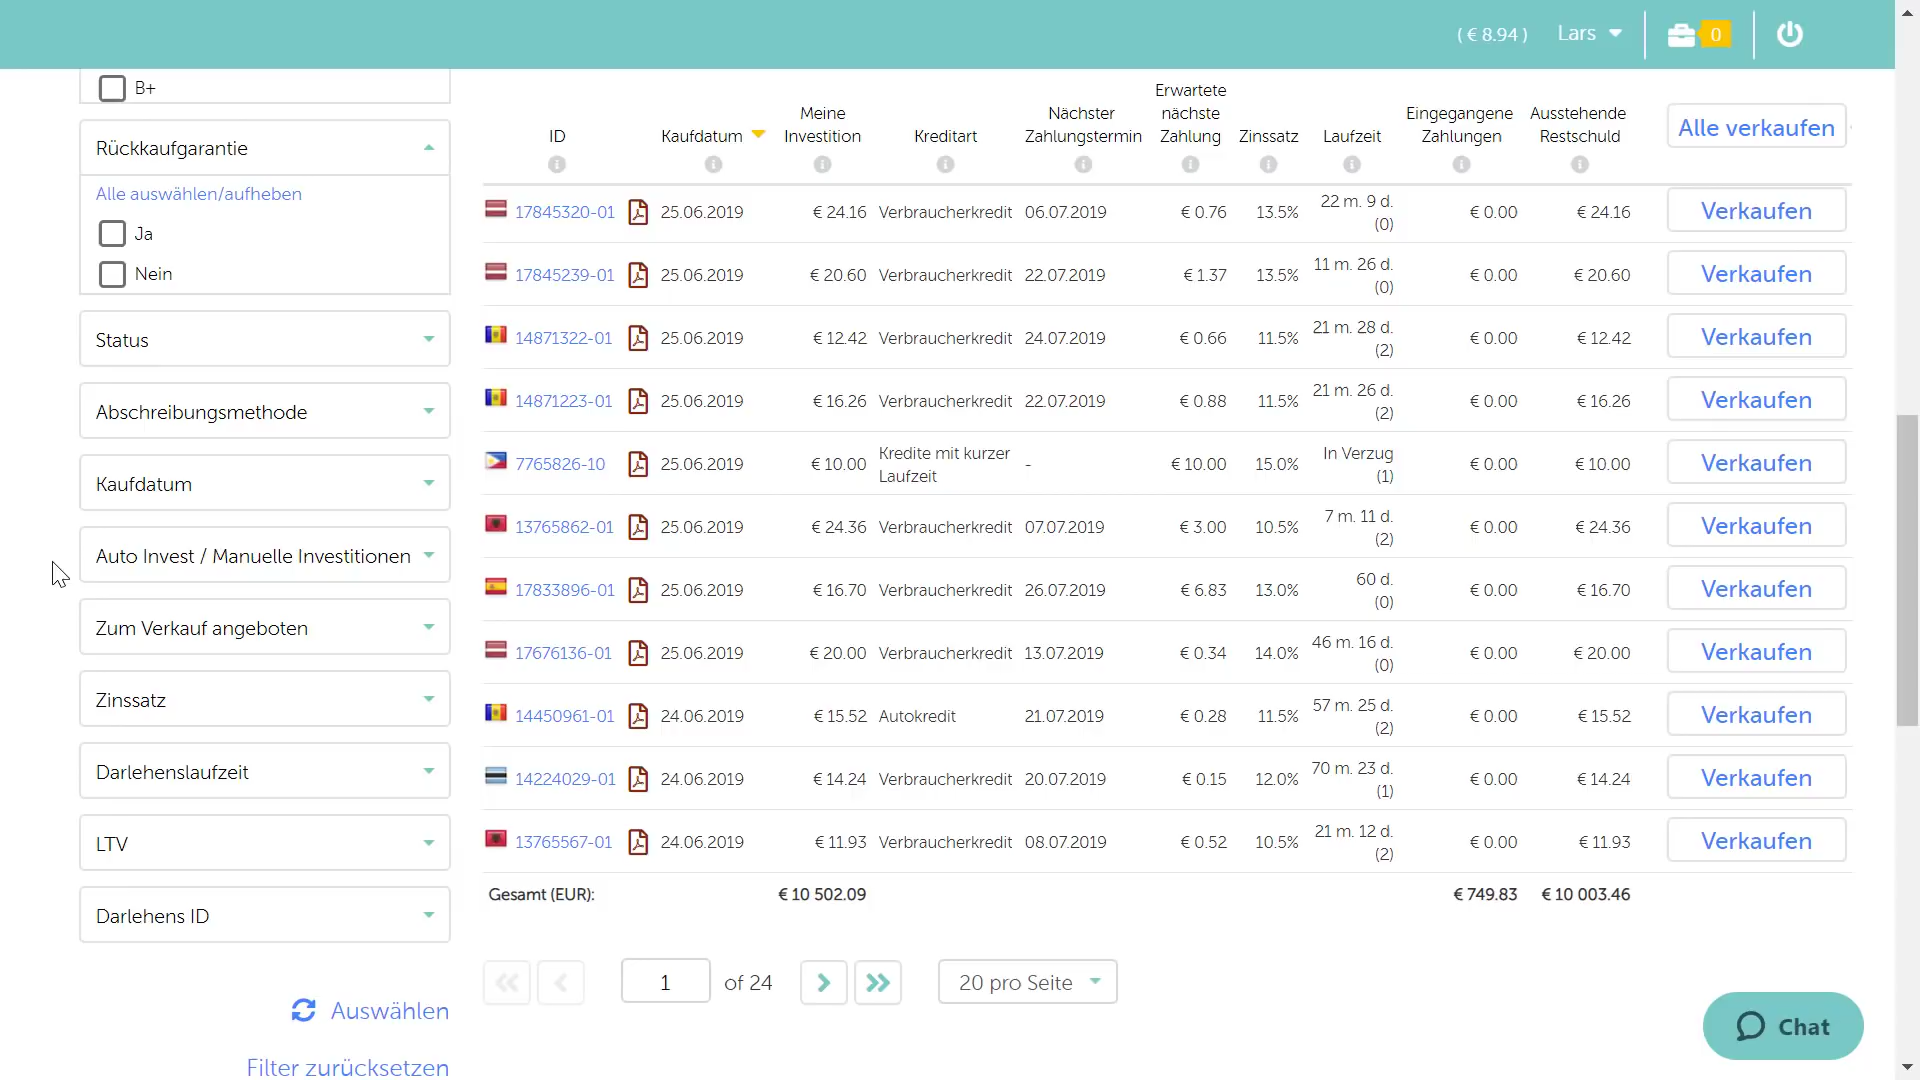 ( € 8.94 ) Lars 0
B+
Rückkaufgarantie
Alle auswählen/aufheben
Ja
Nein
Status
Abschreibungsmethode
Kaufdatum
Auto Invest / Manuelle Investitionen
Zum Verkauf angeboten
Zinssatz
Darlehenslaufzeit
LTV
Darlehens ID
Auswählen
Filter zurücksetzen
ID
Kaufdatum
Meine
Investition
Kreditart
Nächster
Zahlungstermin
Erwartete
nächste
Zahlung
Zinssatz
Laufzeit
Eingegangene
Zahlungen
Ausstehende
Restschuld
Alle verkaufen
17845320-01 25.06.2019 € 24.16 Verbraucherkredit 06.07.2019 € 0.76 13.5% 22 m. 9 d.
(0) € 0.00 € 24.16 Verkaufen
17845239-01 25.06.2019 € 20.60 Verbraucherkredit 22.07.2019 € 1.37 13.5% 11 m. 26 d.
(0) € 0.00 € 20.60 Verkaufen
14871322-01 25.06.2019 € 12.42 Verbraucherkredit 24.07.2019 € 0.66 11.5% 21 m. 28 d.
(2) € 0.00 € 12.42 Verkaufen
14871223-01 25.06.2019 € 16.26 Verbraucherkredit 22.07.2019 € 0.88 11.5% 21 m. 26 d.
(2) € 0.00 € 16.26 Verkaufen
7765826-10 25.06.2019 € 10.00 Kredite mit kurzer
Laufzeit - € 10.00 15.0% In Verzug
(1) € 0.00 € 10.00 Verkaufen
13765862-01 25.06.2019 € 24.36 Verbraucherkredit 07.07.2019 € 3.00 10.5% 7 m. 11 d.
(2) € 0.00 € 24.36 Verkaufen
17833896-01 25.06.2019 € 16.70 Verbraucherkredit 26.07.2019 € 6.83 13.0% 60 d.
(0) € 0.00 € 16.70 Verkaufen
17676136-01 25.06.2019 € 20.00 Verbraucherkredit 13.07.2019 € 0.34 14.0% 46 m. 16 d.
(0) € 0.00 € 20.00 Verkaufen
14450961-01 24.06.2019 € 15.52 Autokredit 21.07.2019 € 0.28 11.5% 57 m. 25 d.
(2) € 0.00 € 15.52 Verkaufen
14224029-01 24.06.2019 € 14.24 Verbraucherkredit 20.07.2019 € 0.15 12.0% 70 m. 23 d.
(1) € 0.00 € 14.24 Verkaufen
13765567-01 24.06.2019 € 11.93 Verbraucherkredit 08.07.2019 € 0.52 10.5% 21 m. 12 d.
(2) € 0.00 € 11.93 Verkaufen
Gesamt (EUR): € 10 502.09 € 749.83 € 10 003.46
1 of 24 20 pro Seite
Chat